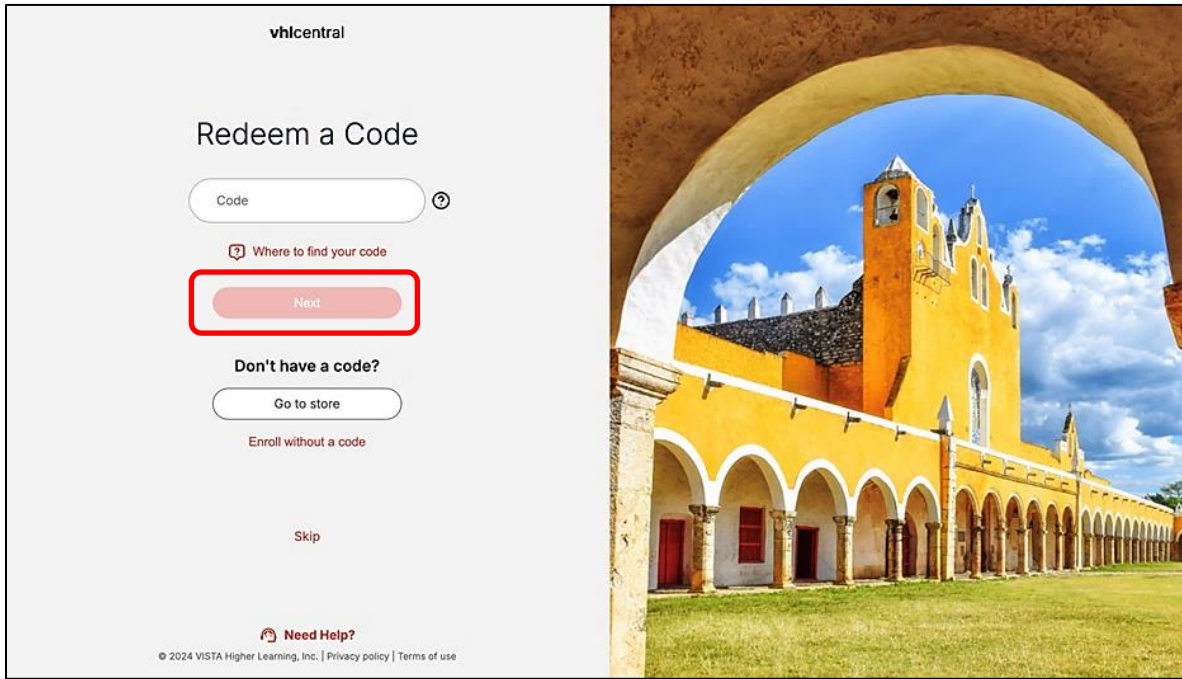 vhlcentral
Redeem a Code
Code
Where to find your code
Next
Don't have a code?
Go to store
Enroll without a code
Skip
Need Help?
© 2024 VISTA Higher Learning, Inc. | Privacy policy | Terms of use